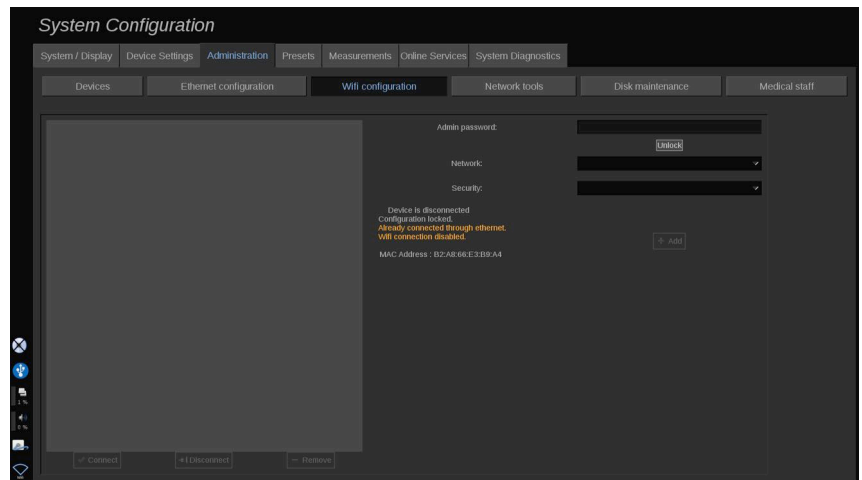 System Configuration
System / Display Device Settings Administration Presets Measurements Online Services System Diagnostics
Devices Ethernet configuration Wifi configuration Network tools Disk maintenance Medical staff
Admin password:
Unlock
Network:
Security:
Device is disconnected
Configuration locked.
Already connected through ethernet.
Wifi connection disabled.
+ Add
MAC Address : B2:A8:66:E3:B9:A4
1 %
0 %
Connect Disconnect Remove